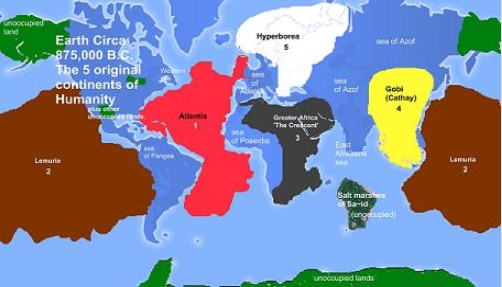 unoccupied
land
Earth Circa
875,000 B.C.
The 5 original
continents of
Humanity
plus other
unoccupied lands.
Western
Hyperborea
5
sea of Azof
sea
of
Atlantis
1
sea
of Azof
Gobi
(Cathay)
4
Greater Africa
"The Crescent"
3
sea
of Poseidia
sea
of Pangea
East
Afrikaans
sea
Lemuria
2
Lemuria
2
Salt marshes
of Sa-id
(unoccupied)
unoccupied lands